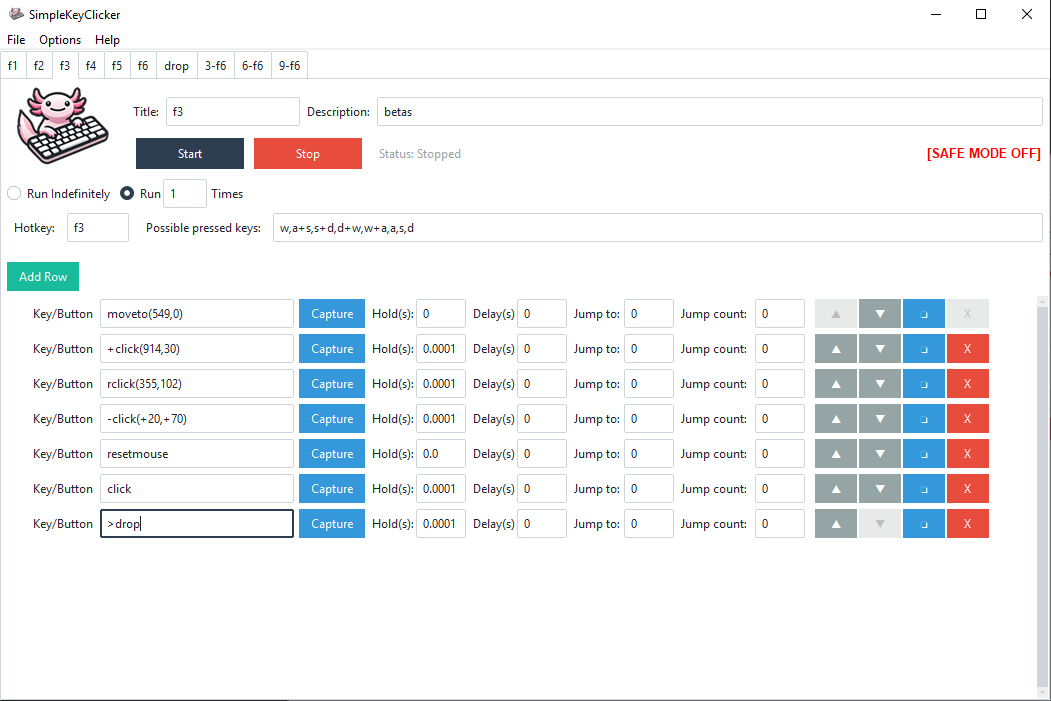 SimpleKeyClicker
File Options Help
f1 f2 f3 f4 f5 f6 drop 3-f6 6-f6 9-f6
Title: f3 Description: betas
Start Stop Status: Stopped [SAFE MODE OFF]
Run Indefinitely Run 1 Times
Hotkey: f3 Possible pressed keys: w,a+s,s+d,d+w,w+a,a,s,d
Add Row
Key/Button moveto(549,0) Capture Hold(s): 0 Delay(s) 0 Jump to: 0 Jump count: 0 ▲ ▼ X
Key/Button +click(914,30) Capture Hold(s): 0.0001 Delay(s) 0 Jump to: 0 Jump count: 0 ▲ ▼ X
Key/Button rclick(355,102) Capture Hold(s): 0.0001 Delay(s) 0 Jump to: 0 Jump count: 0 ▲ ▼ X
Key/Button -click(+20,+70) Capture Hold(s): 0.0001 Delay(s) 0 Jump to: 0 Jump count: 0 ▲ ▼ X
Key/Button resetmouse Capture Hold(s): 0.0 Delay(s) 0 Jump to: 0 Jump count: 0 ▲ ▼ X
Key/Button click Capture Hold(s): 0.0001 Delay(s) 0 Jump to: 0 Jump count: 0 ▲ ▼ X
Key/Button >drop Capture Hold(s): 0.0001 Delay(s) 0 Jump to: 0 Jump count: 0 ▲ ▼ X